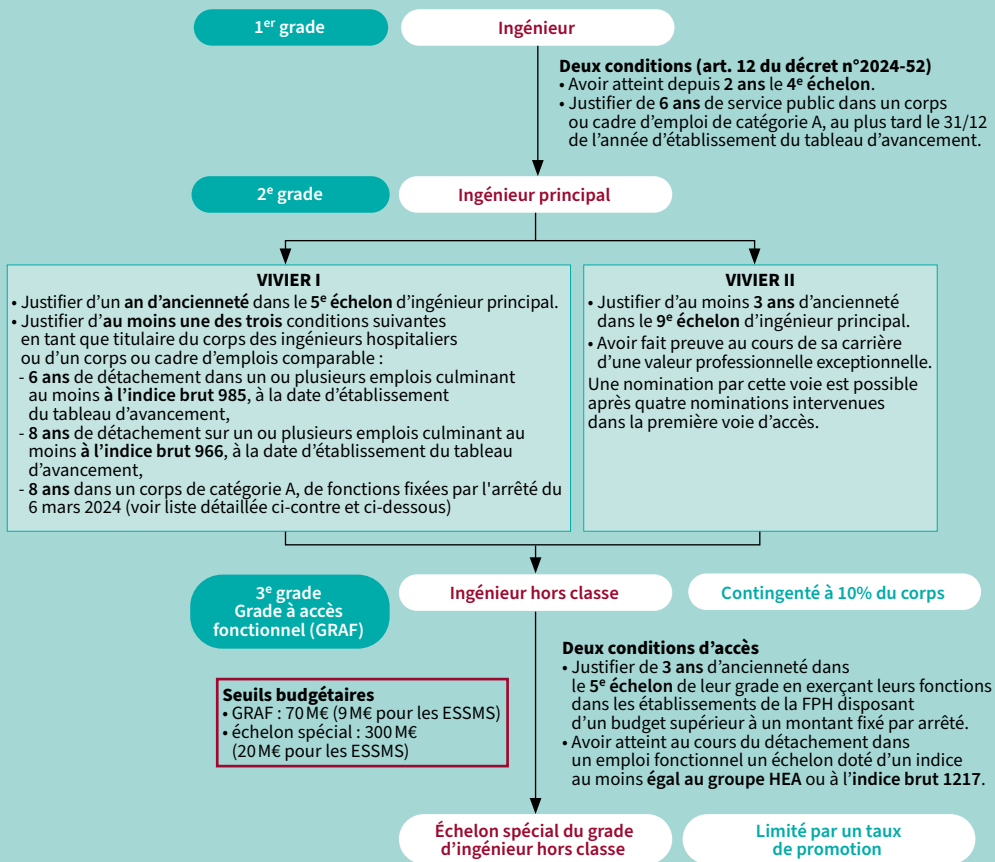 1er grade
Ingénieur
Deux conditions (art. 12 du décret n°2024-52)
• Avoir atteint depuis 2 ans le 4e échelon.
• Justifier de 6 ans de service public dans un corps
ou cadre d'emploi de catégorie A, au plus tard le 31/12
de l'année d'établissement du tableau d'avancement.
2e grade
Ingénieur principal
VIVIER I
• Justifier d'un an d'ancienneté dans le 5e échelon d'ingénieur principal.
• Justifier d'au moins une des trois conditions suivantes
en tant que titulaire du corps des ingénieurs hospitaliers
ou d'un corps ou cadre d'emplois comparable :
- 6 ans de détachement dans un ou plusieurs emplois culminant
au moins à l'indice brut 985, à la date d'établissement
du tableau d'avancement,
- 8 ans de détachement sur un ou plusieurs emplois culminant au
moins à l'indice brut 966, à la date d'établissement du tableau
d'avancement,
- 8 ans dans un corps de catégorie A, de fonctions fixées par l'arrêté du
6 mars 2024 (voir liste détaillée ci-contre et ci-dessous)
VIVIER II
• Justifier d'au moins 3 ans d'ancienneté
dans le 9e échelon d'ingénieur principal.
• Avoir fait preuve au cours de sa carrière
d'une valeur professionnelle exceptionnelle.
Une nomination par cette voie est possible
après quatre nominations intervenues
dans la première voie d'accès.
3e grade
Grade à accès
fonctionnel (GRAF)
Ingénieur hors classe
Contingenté à 10% du corps
Deux conditions d'accès
• Justifier de 3 ans d'ancienneté dans
le 5e échelon de leur grade en exerçant leurs fonctions
dans les établissements de la FPH disposant
d'un budget supérieur à un montant fixé par arrêté.
• Avoir atteint au cours du détachement dans
un emploi fonctionnel un échelon doté d'un indice
au moins égal au groupe HEA ou à l'indice brut 1217.
Seuils budgétaires
• GRAF : 70 M€ (9 M€ pour les ESSMS)
• échelon spécial : 300 M€
(20 M€ pour les ESSMS)
Échelon spécial du grade
d'ingénieur hors classe
Limité par un taux
de promotion